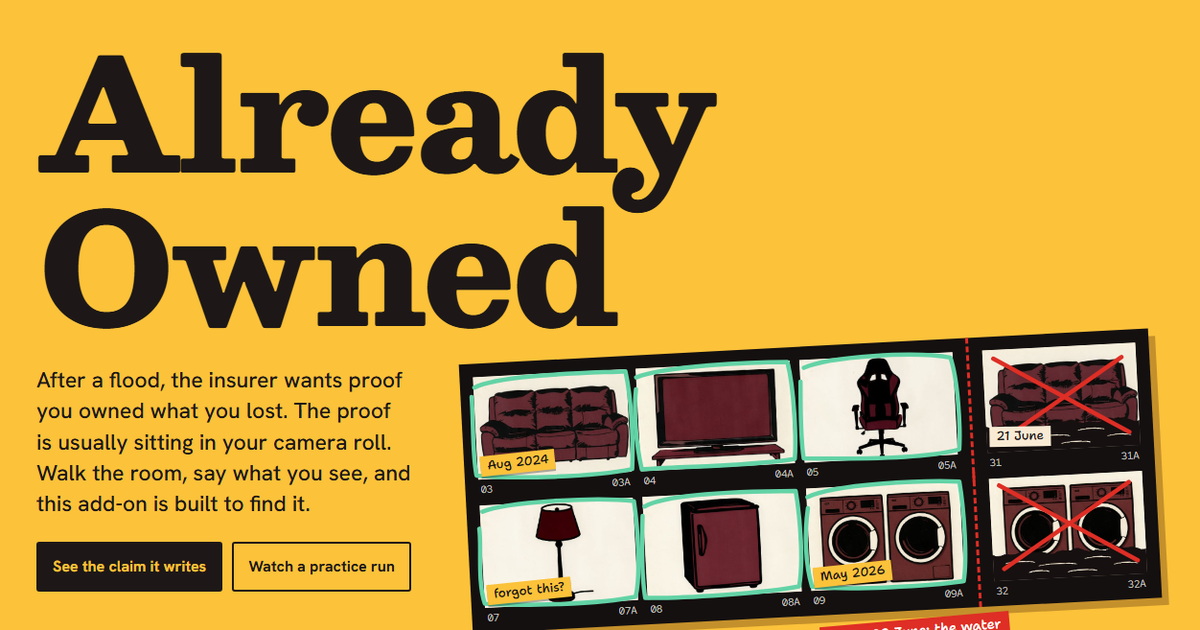 Already
Owned
After a flood, the insurer wants proof
you owned what you lost. The proof
is usually sitting in your camera roll.
Walk the room, say what you see, and
this add-on is built to find it.
See the claim it writes
Watch a practice run
Aug 2024
21 June
03
03A
04
04A
05
05A
31
31A
forgot this?
May 2026
07
07A
08
08A
09
09A
32
32A
June: the water